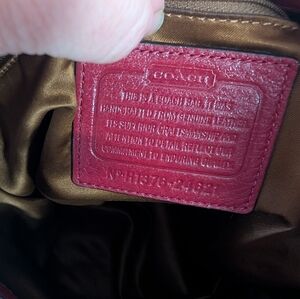 COACH
THIS IS A COACH BAG. IT WAS
HANDCRAFTED FROM GENUINE LEATHER.
ITS SUPERIOR CRAFTSMANSHIP AND
ATTENTION TO DETAIL REFLECT OUR
COMMITMENT TO ENDURING QUALITY.